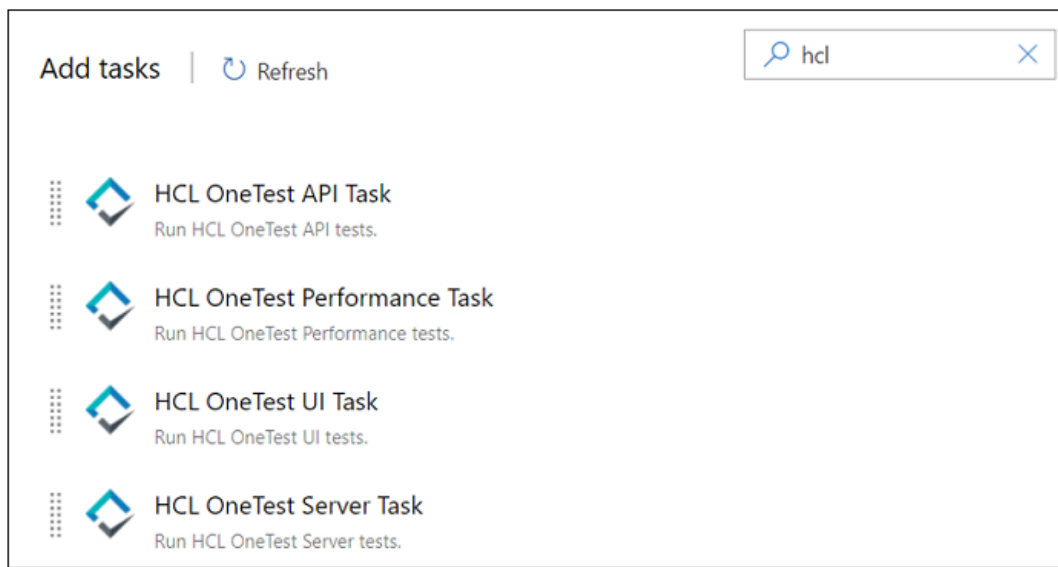 Add tasks
Refresh
hcl
HCL OneTest API Task
Run HCL OneTest API tests.
HCL OneTest Performance Task
Run HCL OneTest Performance tests.
HCL OneTest UI Task
Run HCL OneTest UI tests.
HCL OneTest Server Task
Run HCL OneTest Server tests.